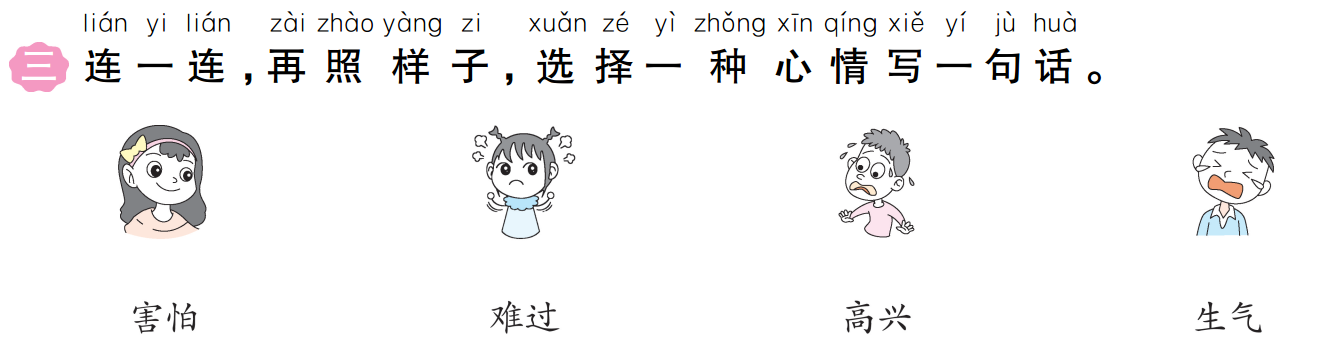 lián yi lián zài zhào yàng zi xuǎn zé yì zhǒng xīn qíng xiě yí jù huà
三 连一连，再照样子，选择一种心情写一句话。
害怕 难过 高兴 生气